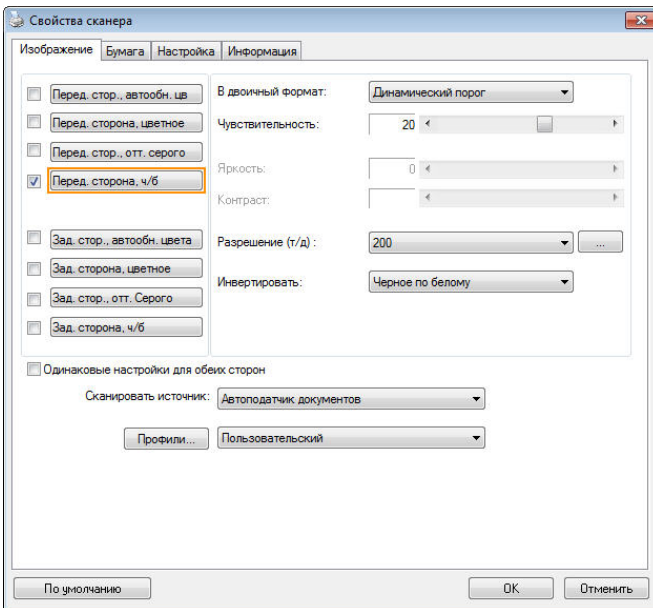 Свойства сканера
Изображение Бумага Настройка Информация
Перед. стор., автообн. цв
Перед. сторона, цветное
Перед. стор., отт. серого
Перед. сторона, ч/б
Зад. стор., автообн. цвета
Зад. сторона, цветное
Зад. стор., отт. Серого
Зад. сторона, ч/б
В двоичный формат: Динамический порог
Чувствительность: 20
Яркость: 0
Контраст:
Разрешение (т/д) : 200 ...
Инвертировать: Черное по белому
Одинаковые настройки для обеих сторон
Сканировать источник: Автоподатчик документов
Профили... Пользовательский
По умолчанию OK Отменить